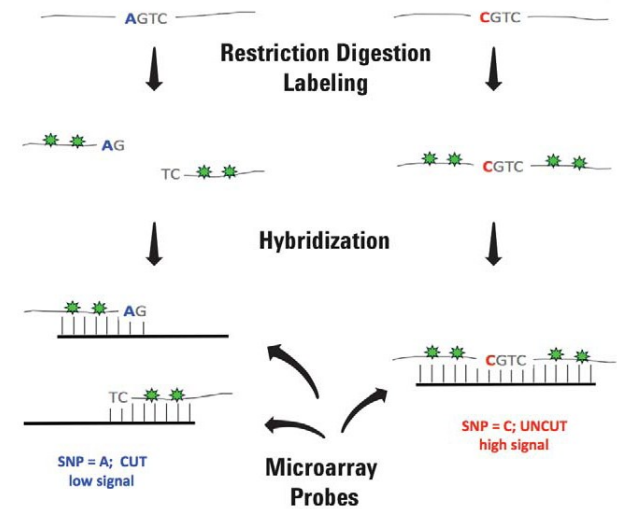 AGTC
CGTC
Restriction Digestion
Labeling
AG
TC
CGTC
Hybridization
AG
TC
CGTC
SNP = A; CUT
low signal
SNP = C; UNCUT
high signal
Microarray
Probes